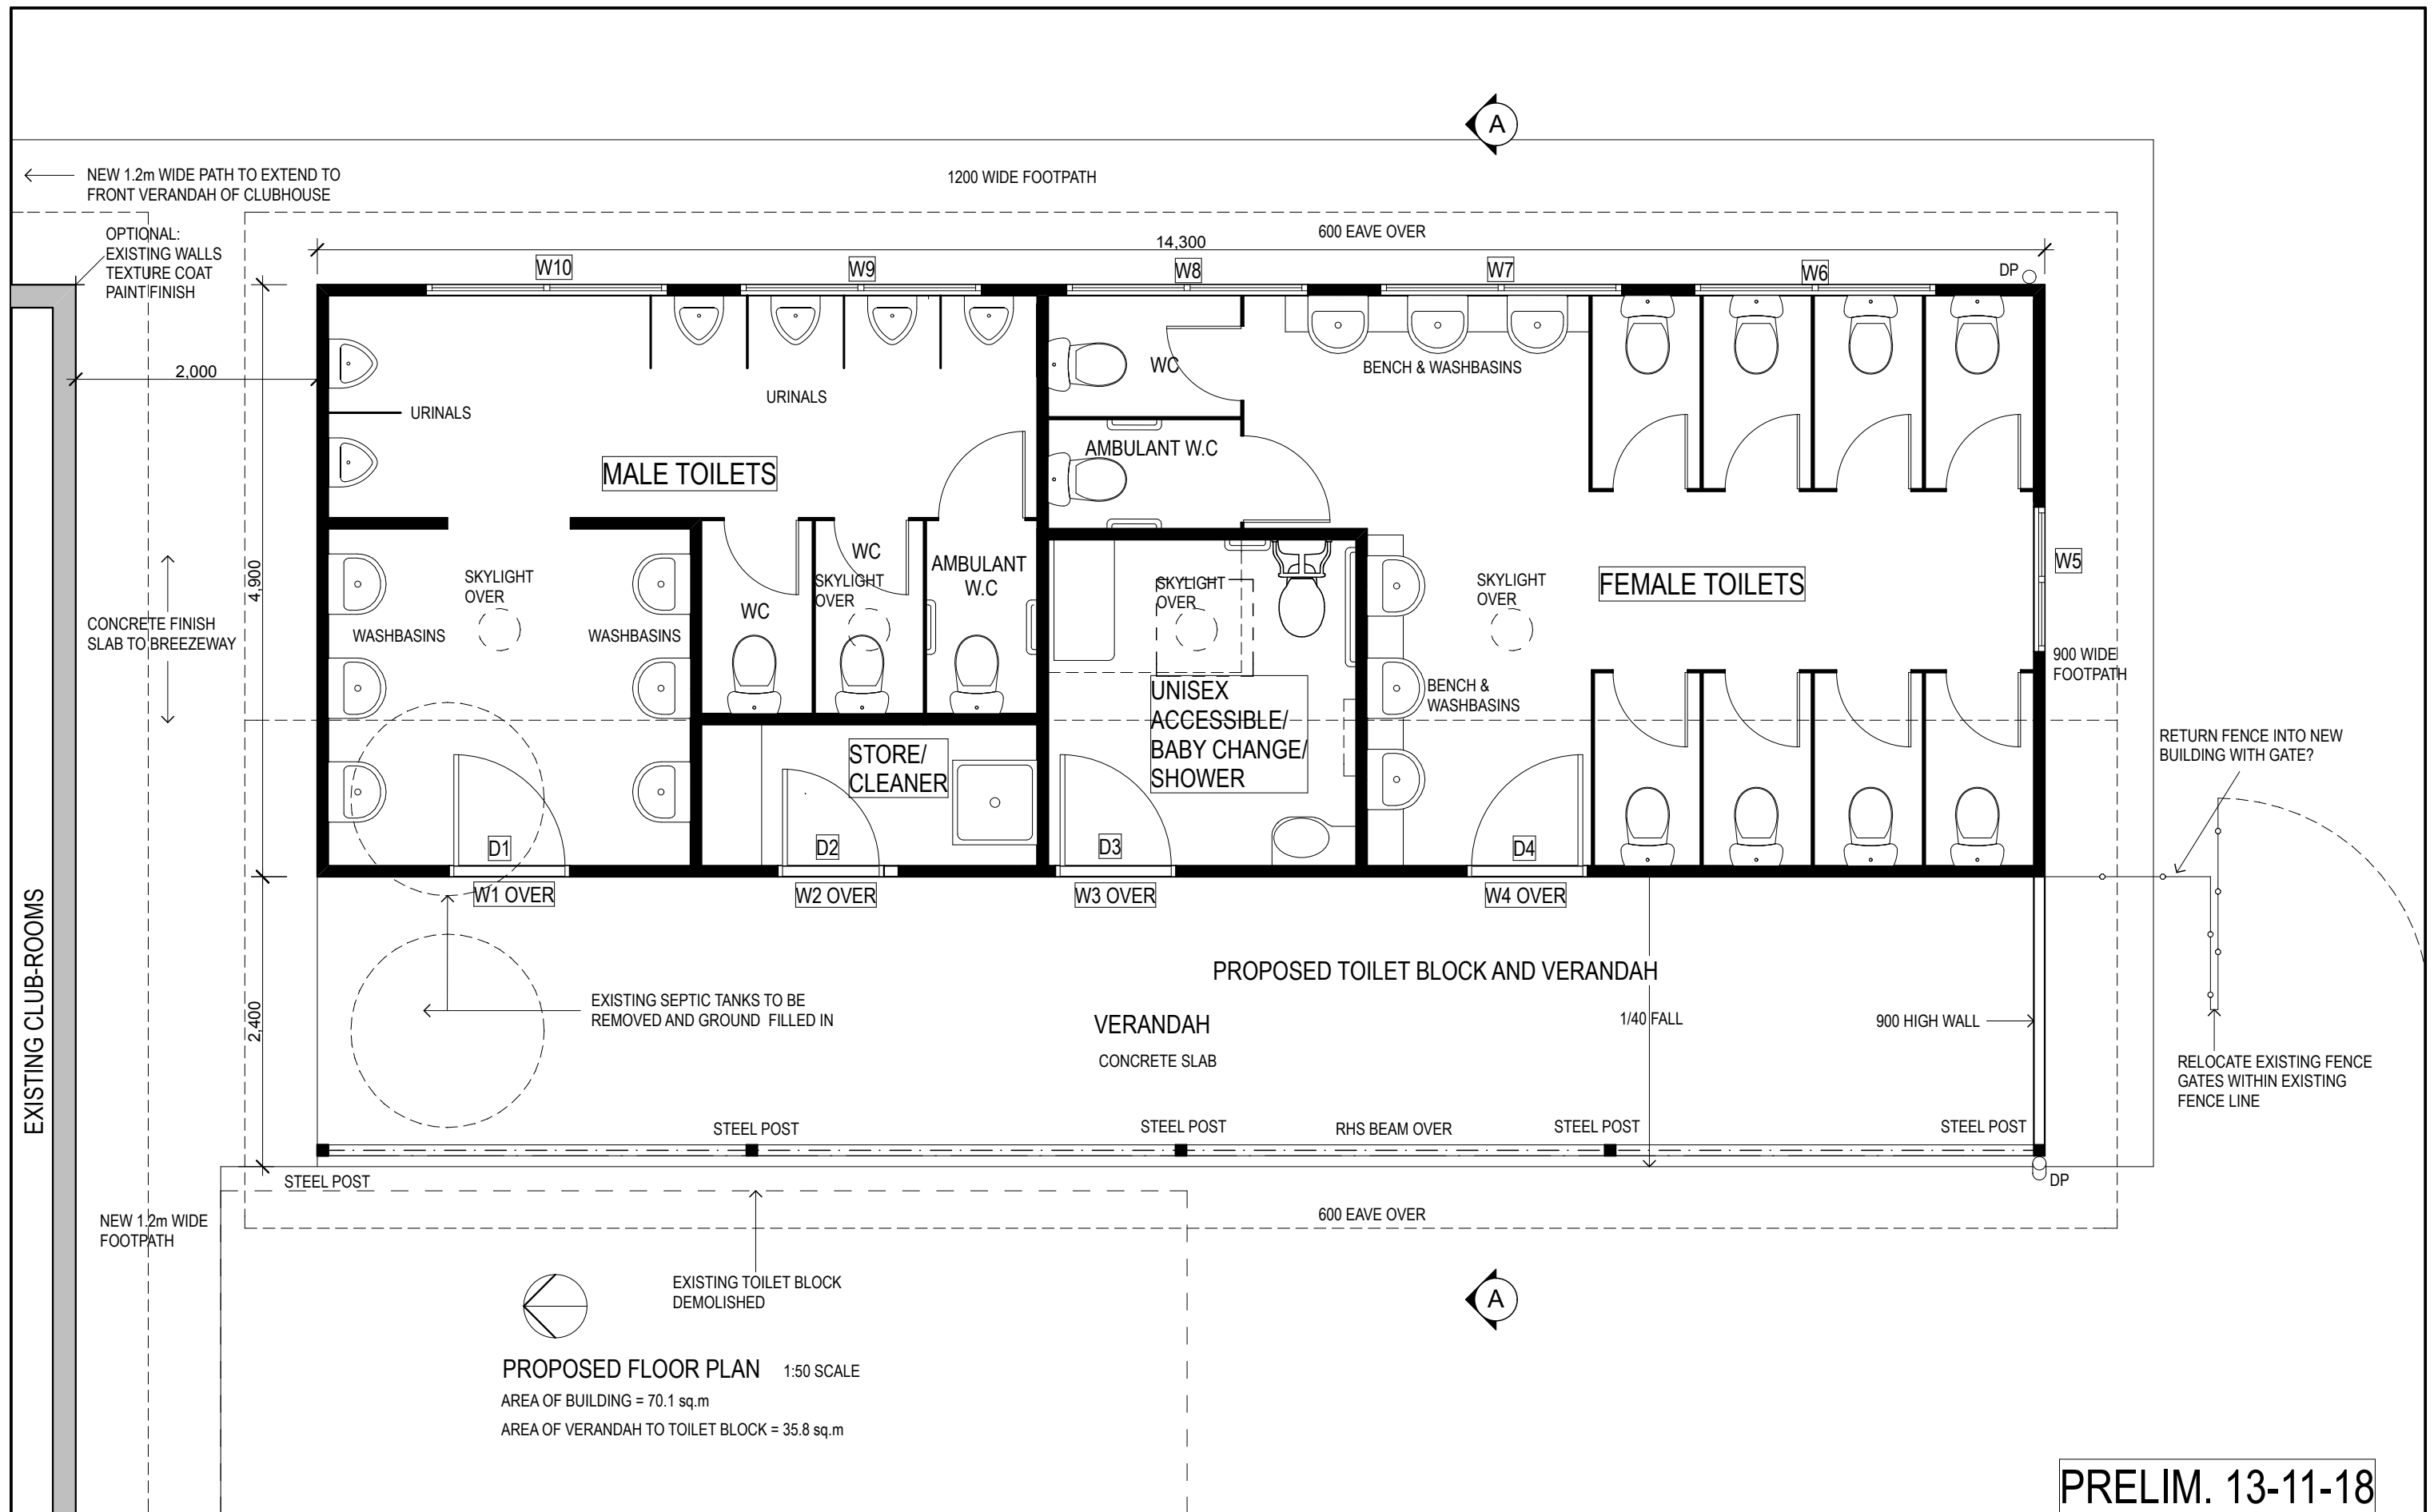 A
NEW 1.2m WIDE PATH TO EXTEND TO
FRONT VERANDAH OF CLUBHOUSE
1200 WIDE FOOTPATH
OPTIONAL:
EXISTING WALLS
TEXTURE COAT
PAINT FINISH
600 EAVE OVER
14,300
W10
W9
W8
W7
W6
DP
2,000
URINALS
URINALS
WC
BENCH & WASHBASINS
MALE TOILETS
AMBULANT W.C
4,900
CONCRETE FINISH
SLAB TO BREEZEWAY
SKYLIGHT
OVER
WASHBASINS
WASHBASINS
WC
WC
SKYLIGHT
OVER
AMBULANT
W.C
SKYLIGHT
OVER
SKYLIGHT
OVER
FEMALE TOILETS
W5
900 WIDE
FOOTPATH
UNISEX
ACCESSIBLE/
BABY CHANGE/
SHOWER
BENCH &
WASHBASINS
STORE/
CLEANER
RETURN FENCE INTO NEW
BUILDING WITH GATE?
D1
D2
D3
D4
W1 OVER
W2 OVER
W3 OVER
W4 OVER
EXISTING CLUB-ROOMS
PROPOSED TOILET BLOCK AND VERANDAH
2,400
EXISTING SEPTIC TANKS TO BE
REMOVED AND GROUND FILLED IN
VERANDAH
CONCRETE SLAB
1/40 FALL
900 HIGH WALL
RELOCATE EXISTING FENCE
GATES WITHIN EXISTING
FENCE LINE
STEEL POST
STEEL POST
RHS BEAM OVER
STEEL POST
STEEL POST
STEEL POST
DP
NEW 1.2m WIDE
FOOTPATH
600 EAVE OVER
EXISTING TOILET BLOCK
DEMOLISHED
A
PROPOSED FLOOR PLAN 1:50 SCALE
AREA OF BUILDING = 70.1 sq.m
AREA OF VERANDAH TO TOILET BLOCK = 35.8 sq.m
PRELIM. 13-11-18